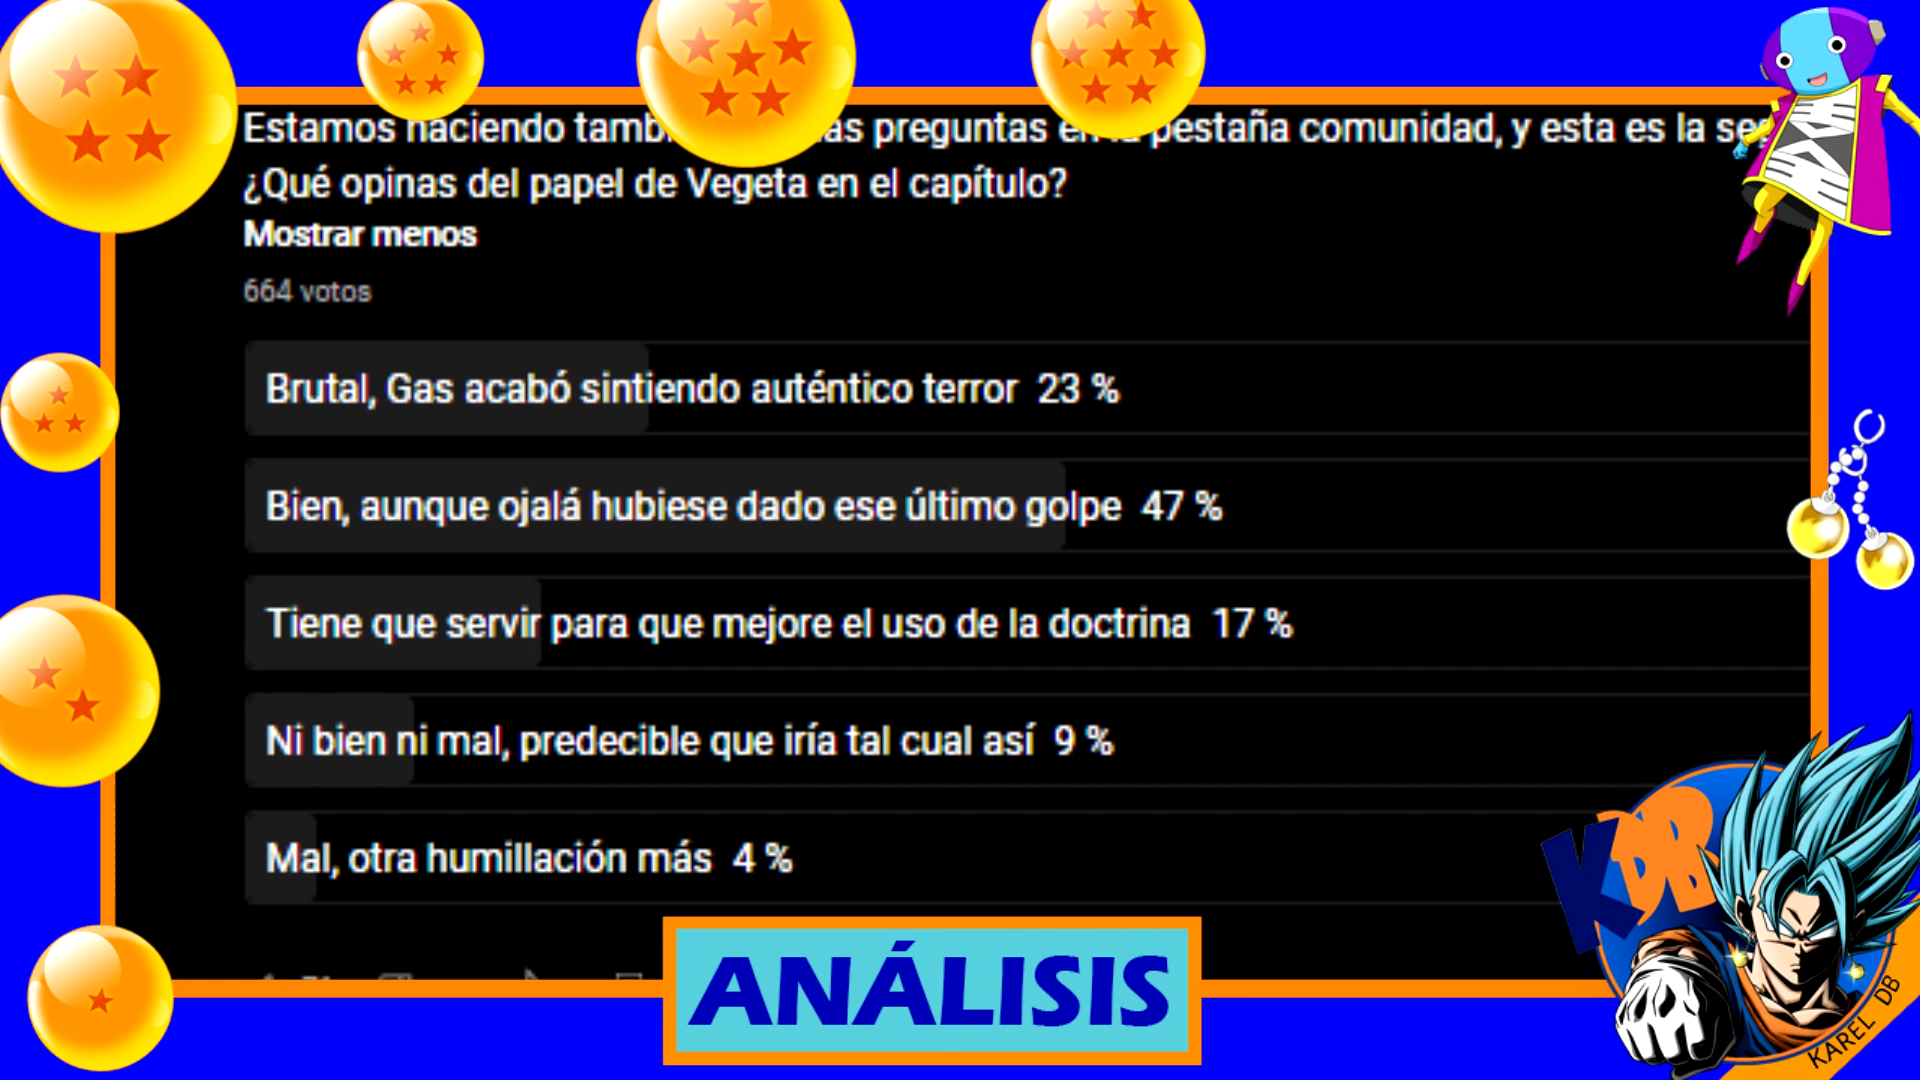 Estamos haciendo preguntas pestaña comunidad, y esta es la
¿Qué opinas del papel de Vegeta en el capítulo?
Mostrar menos
664 votos
Brutal, Gas acabó sintiendo auténtico terror 23 %
Bien, aunque ojalá hubiese dado ese último golpe 47 %
Tiene que servir para que mejore el uso de la doctrina 17 %
Ni bien ni mal, predecible que iría tal cual así 9 %
Mal, otra humillación más 4 %
KDB
KAREL DB
ANÁLISIS